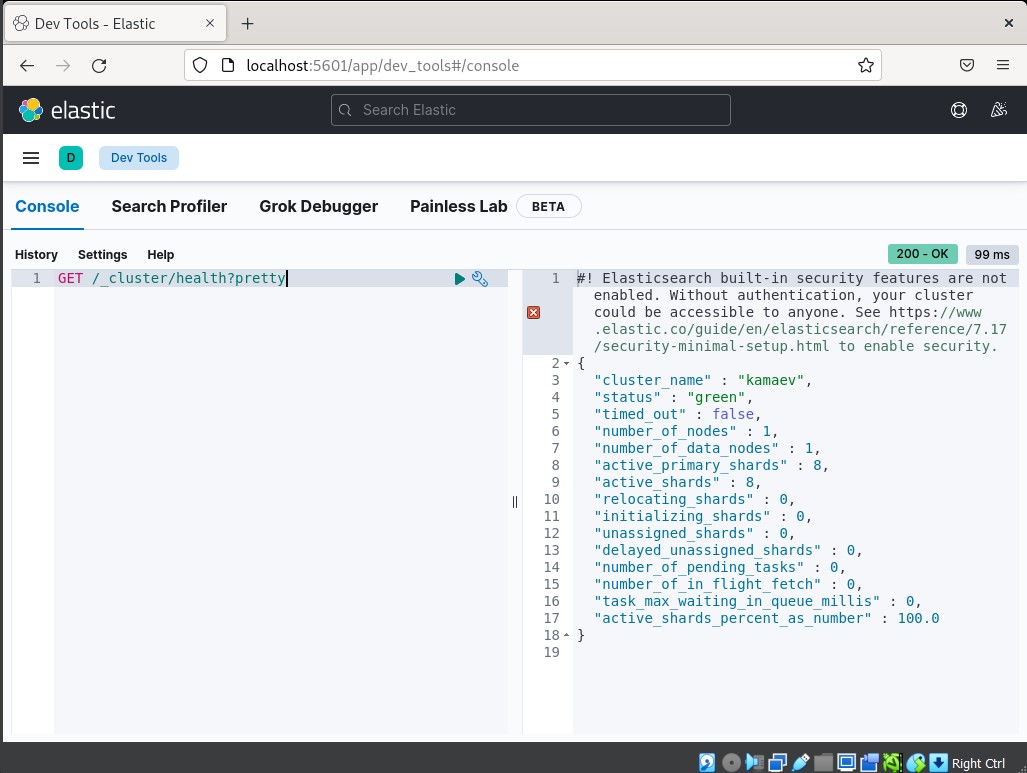 Dev Tools - Elastic
localhost:5601/app/dev_tools#/console
elastic
Search Elastic
D
Dev Tools
Console
Search Profiler
Grok Debugger
Painless Lab
BETA
History
Settings
Help
200 - OK
99 ms
1 GET /_cluster/health?pretty
1 #! Elasticsearch built-in security features are not
enabled. Without authentication, your cluster
could be accessible to anyone. See https://www
.elastic.co/guide/en/elasticsearch/reference/7.17
/security-minimal-setup.html to enable security.
2 {
3 "cluster_name" : "kamaev",
4 "status" : "green",
5 "timed_out" : false,
6 "number_of_nodes" : 1,
7 "number_of_data_nodes" : 1,
8 "active_primary_shards" : 8,
9 "active_shards" : 8,
10 "relocating_shards" : 0,
11 "initializing_shards" : 0,
12 "unassigned_shards" : 0,
13 "delayed_unassigned_shards" : 0,
14 "number_of_pending_tasks" : 0,
15 "number_of_in_flight_fetch" : 0,
16 "task_max_waiting_in_queue_millis" : 0,
17 "active_shards_percent_as_number" : 100.0
18 }
19
Right Ctrl